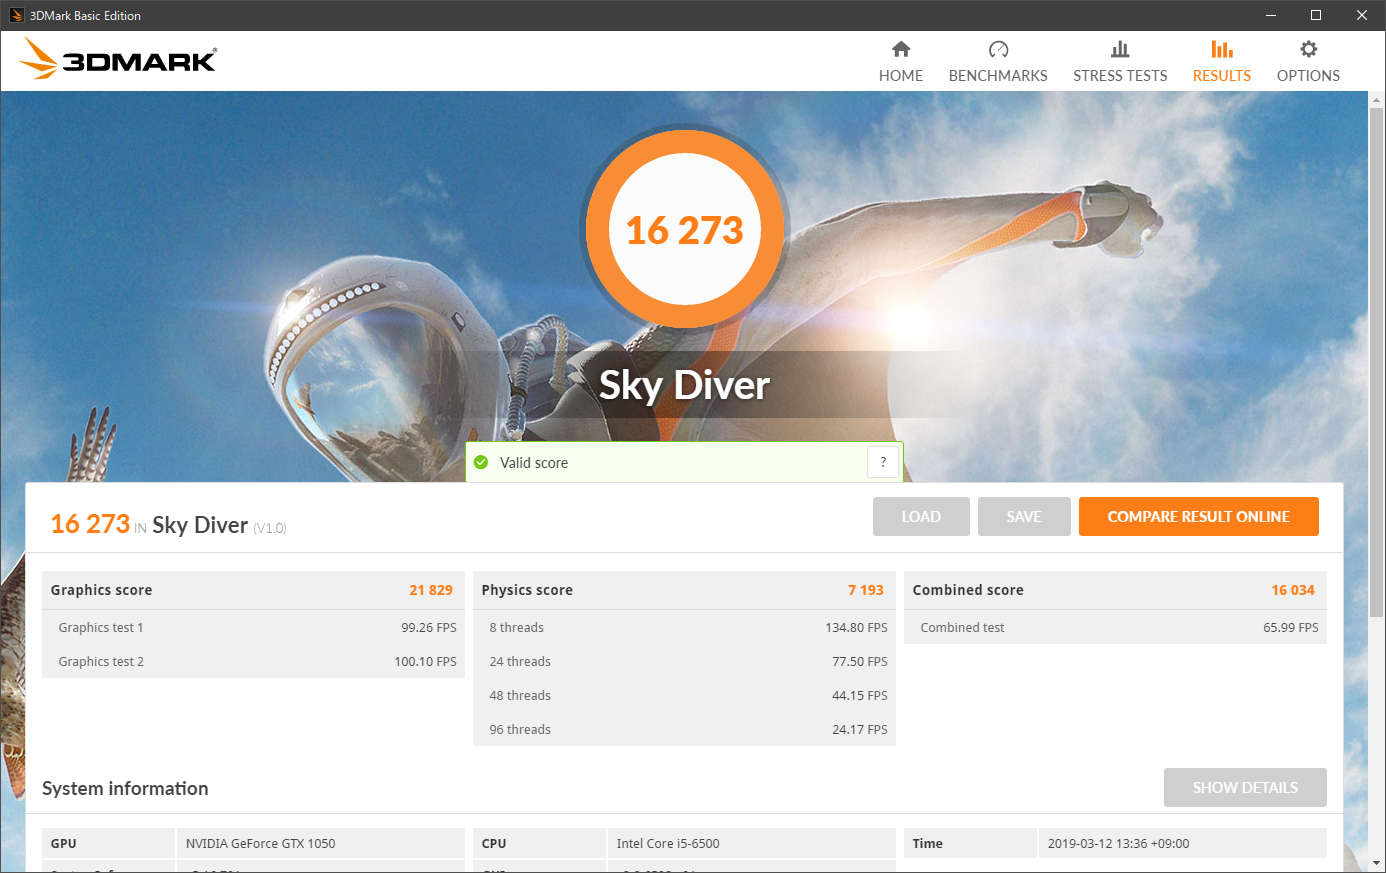 3DMark Basic Edition
3DMARK®
HOME BENCHMARKS STRESS TESTS RESULTS OPTIONS
16 273
Sky Diver
Valid score ?
16 273 IN Sky Diver (V1.0) LOAD SAVE COMPARE RESULT ONLINE
Graphics score 21 829
Graphics test 1 99.26 FPS
Graphics test 2 100.10 FPS
Physics score 7 193
8 threads 134.80 FPS
24 threads 77.50 FPS
48 threads 44.15 FPS
96 threads 24.17 FPS
Combined score 16 034
Combined test 65.99 FPS
System information SHOW DETAILS
GPU NVIDIA GeForce GTX 1050 CPU Intel Core i5-6500 Time 2019-03-12 13:36 +09:00